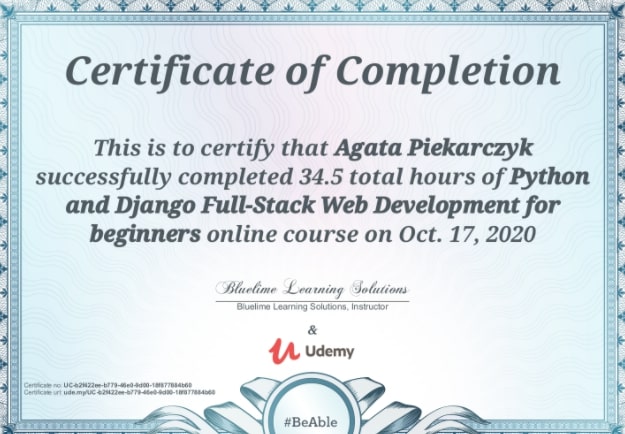 Certificate of Completion
This is to certify that Agata Piekarczyk
successfully completed 34.5 total hours of Python
and Django Full-Stack Web Development for
beginners online course on Oct. 17, 2020
Bluelime Learning Solutions
Bluelime Learning Solutions, Instructor
&
Udemy
Certificate no: UC-b2f422ee-b779-46e0-9d00-18f877884b60
Certificate url: ude.my/UC-b2f422ee-b779-46e0-9d00-18f877884b60
#BeAble